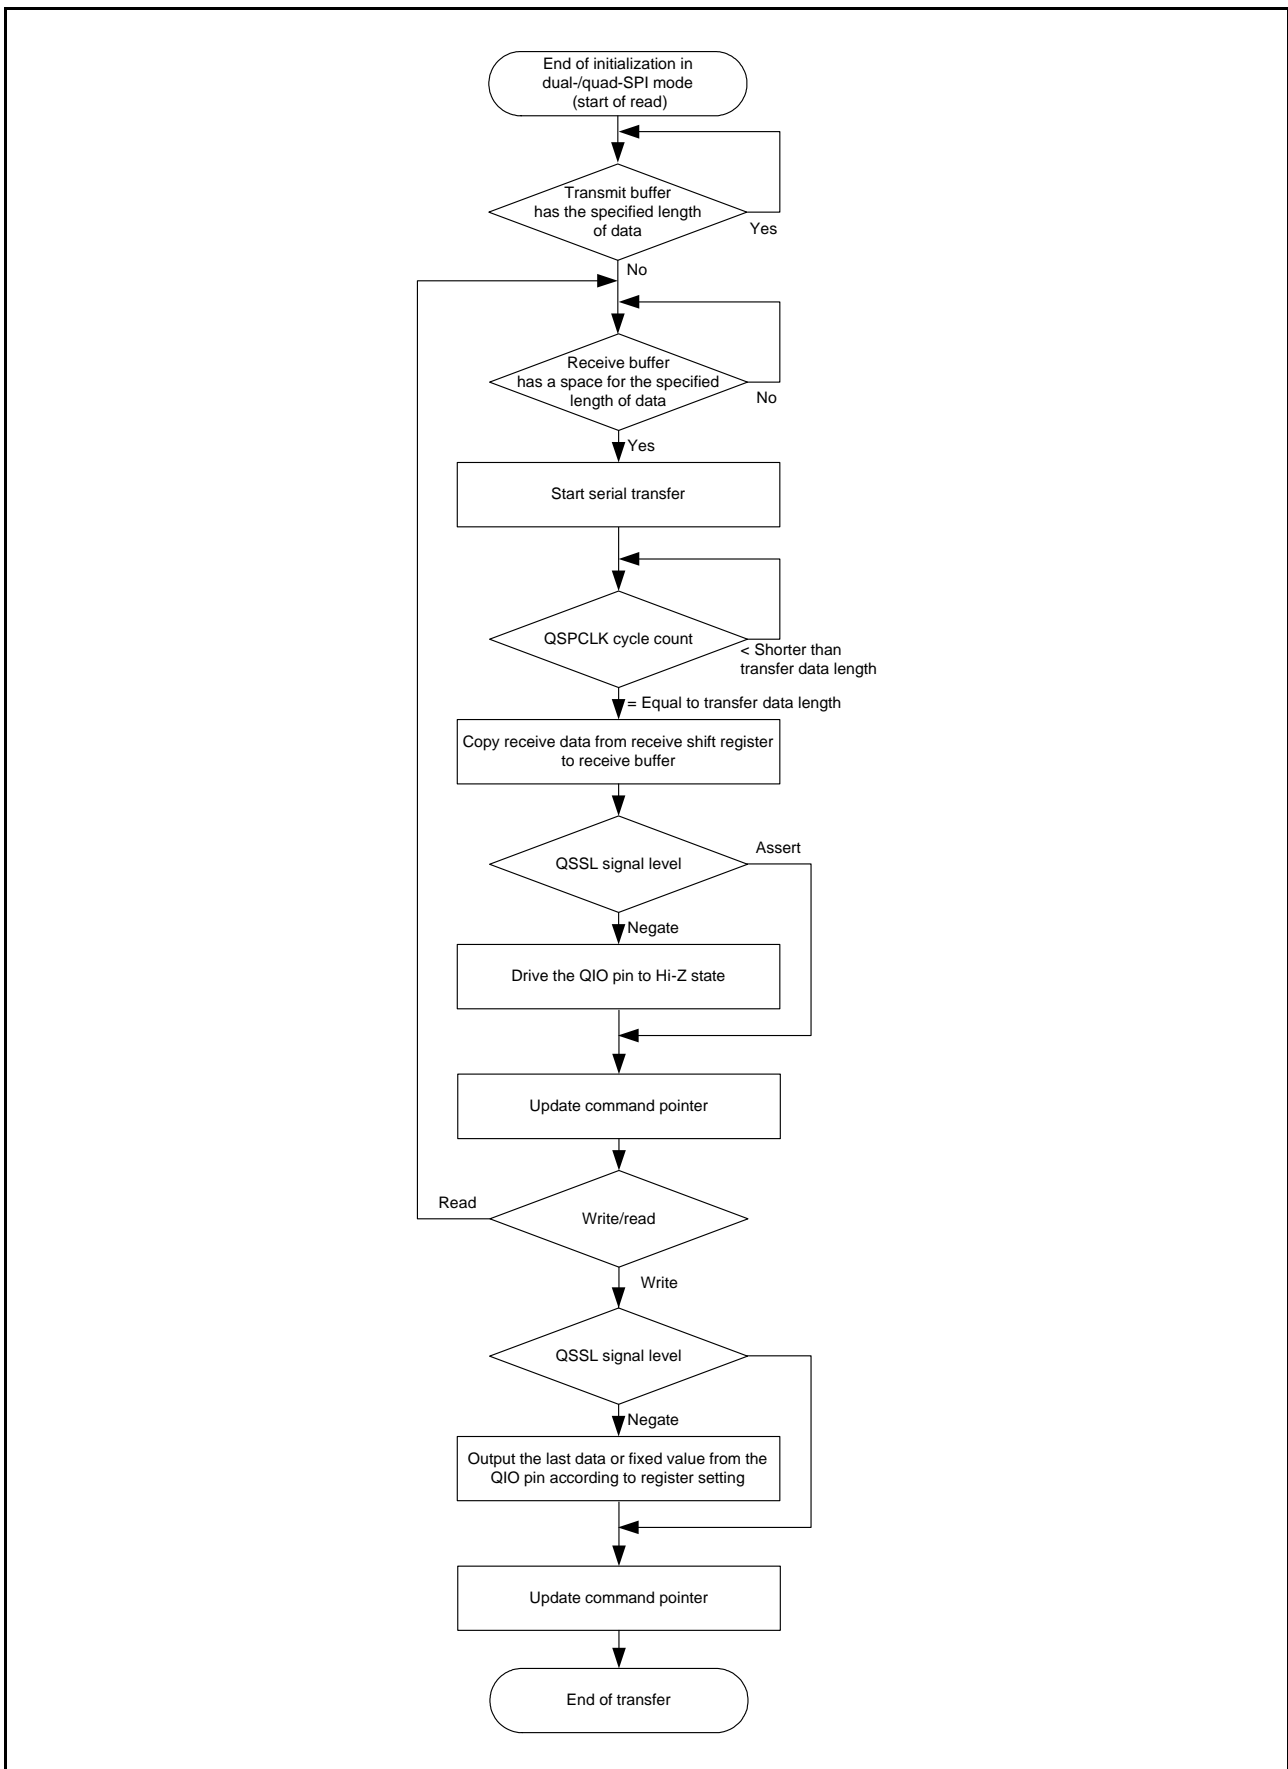 End of initialization in
dual-/quad-SPI mode
(start of read)
Transmit buffer
has the specified length
of data
Yes
No
Receive buffer
has a space for the specified
length of data
No
Yes
Start serial transfer
QSPCLK cycle count
< Shorter than
transfer data length
= Equal to transfer data length
Copy receive data from receive shift register
to receive buffer
Assert
QSSL signal level
Negate
Drive the QIO pin to Hi-Z state
Update command pointer
Read
Write/read
Write
QSSL signal level
Negate
Output the last data or fixed value from the
QIO pin according to register setting
Update command pointer
End of transfer